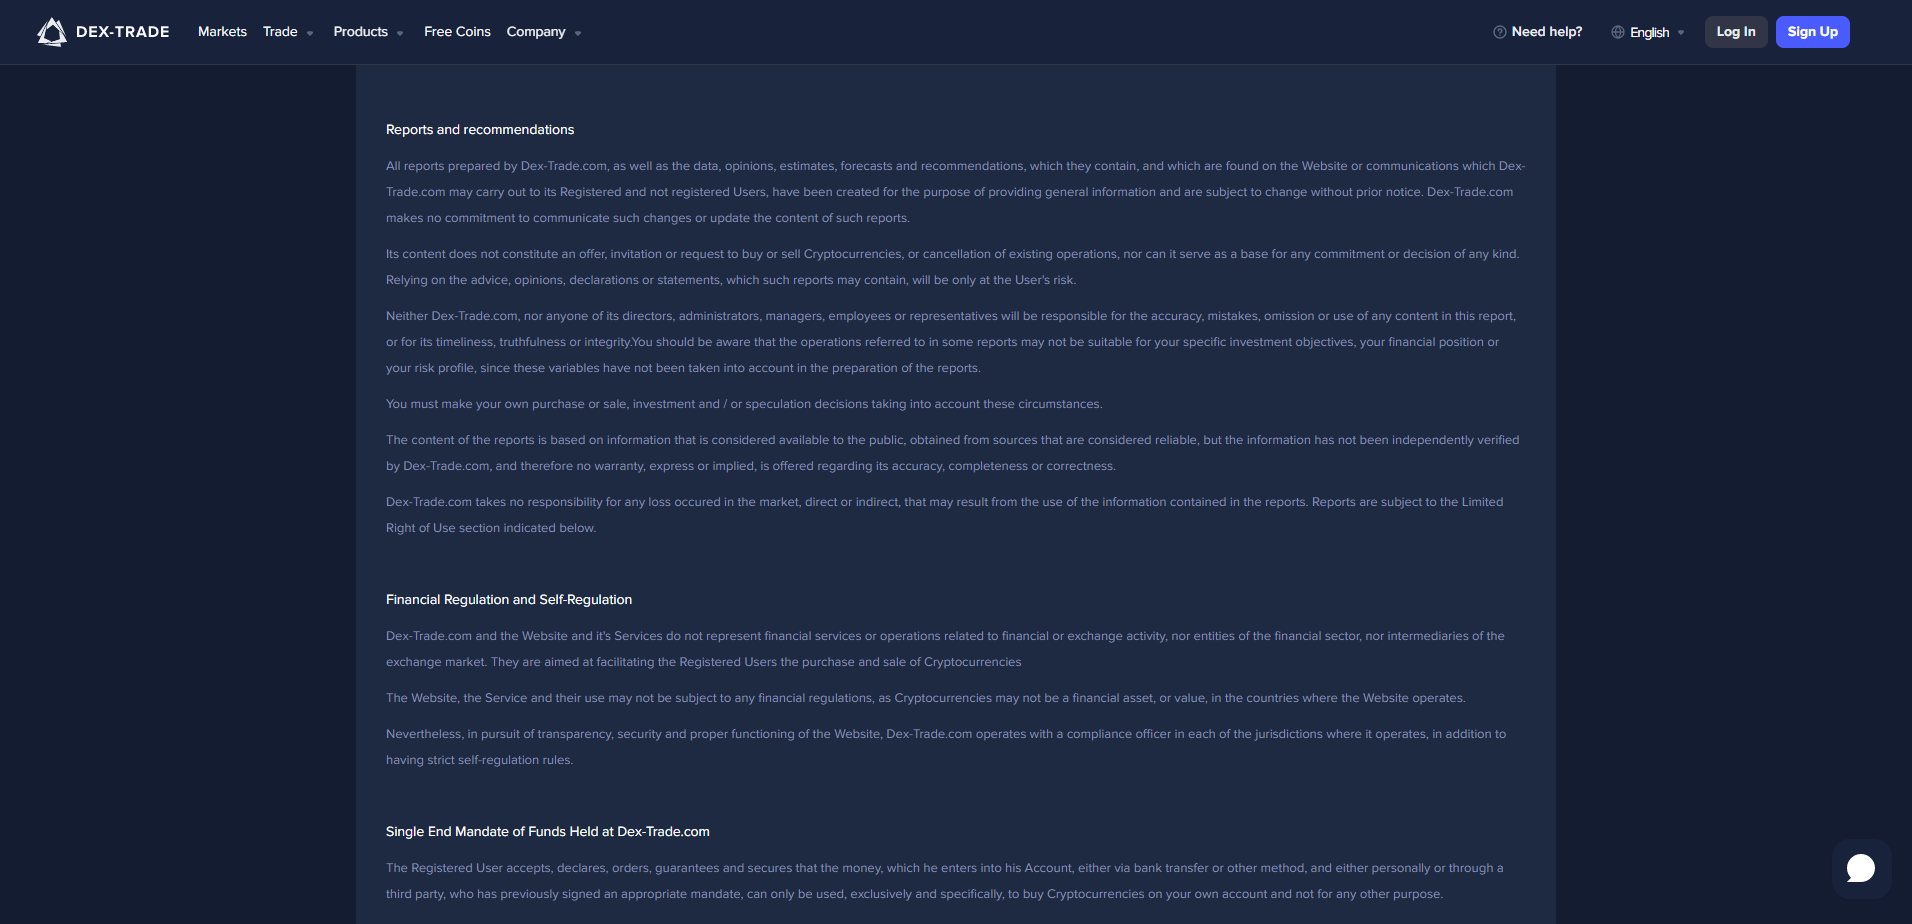 DEX-TRADE Markets Trade Products Free Coins Company Need help? English Log In Sign Up
Reports and recommendations
All reports prepared by Dex-Trade.com, as well as the data, opinions, estimates, forecasts and recommendations, which they contain, and which are found on the Website or communications which Dex-
Trade.com may carry out to its Registered and not registered Users, have been created for the purpose of providing general information and are subject to change without prior notice. Dex-Trade.com
makes no commitment to communicate such changes or update the content of such reports.
Its content does not constitute an offer, invitation or request to buy or sell Cryptocurrencies, or cancellation of existing operations, nor can it serve as a base for any commitment or decision of any kind.
Relying on the advice, opinions, declarations or statements, which such reports may contain, will be only at the User's risk.
Neither Dex-Trade.com, nor anyone of its directors, administrators, managers, employees or representatives will be responsible for the accuracy, mistakes, omission or use of any content in this report,
or for its timeliness, truthfulness or integrity.You should be aware that the operations referred to in some reports may not be suitable for your specific investment objectives, your financial position or
your risk profile, since these variables have not been taken into account in the preparation of the reports.
You must make your own purchase or sale, investment and / or speculation decisions taking into account these circumstances.
The content of the reports is based on information that is considered available to the public, obtained from sources that are considered reliable, but the information has not been independently verified
by Dex-Trade.com, and therefore no warranty, express or implied, is offered regarding its accuracy, completeness or correctness.
Dex-Trade.com takes no responsibility for any loss occured in the market, direct or indirect, that may result from the use of the information contained in the reports. Reports are subject to the Limited
Right of Use section indicated below.
Financial Regulation and Self-Regulation
Dex-Trade.com and the Website and it's Services do not represent financial services or operations related to financial or exchange activity, nor entities of the financial sector, nor intermediaries of the
exchange market. They are aimed at facilitating the Registered Users the purchase and sale of Cryptocurrencies
The Website, the Service and their use may not be subject to any financial regulations, as Cryptocurrencies may not be a financial asset, or value, in the countries where the Website operates.
Nevertheless, in pursuit of transparency, security and proper functioning of the Website, Dex-Trade.com operates with a compliance officer in each of the jurisdictions where it operates, in addition to
having strict self-regulation rules.
Single End Mandate of Funds Held at Dex-Trade.com
The Registered User accepts, declares, orders, guarantees and secures that the money, which he enters into his Account, either via bank transfer or other method, and either personally or through a
third party, who has previously signed an appropriate mandate, can only be used, exclusively and specifically, to buy Cryptocurrencies on your own account and not for any other purpose.